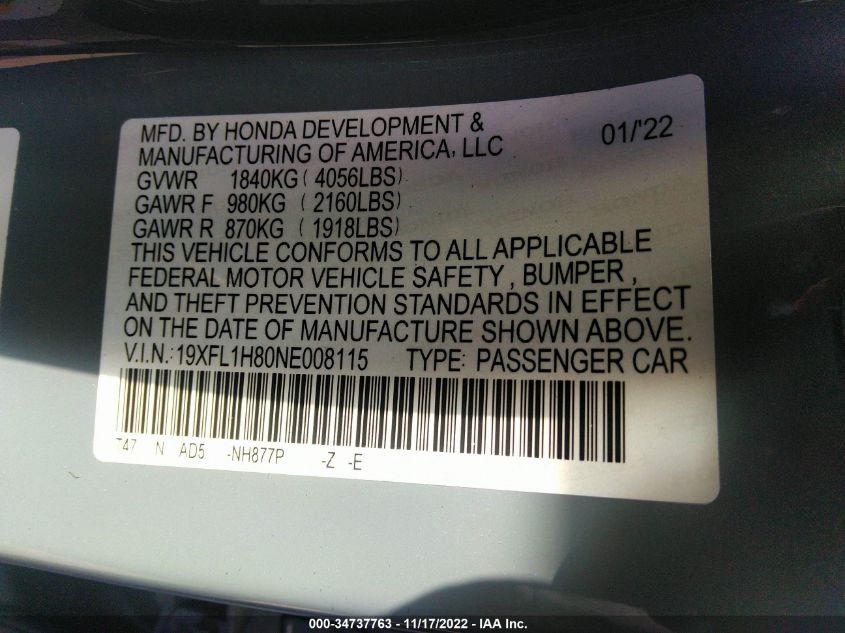 MFD. BY HONDA DEVELOPMENT & 01/'22
MANUFACTURING OF AMERICA, LLC
GVWR 1840KG (4056LBS)
GAWR F 980KG (2160LBS)
GAWR R 870KG (1918LBS)
THIS VEHICLE CONFORMS TO ALL APPLICABLE
FEDERAL MOTOR VEHICLE SAFETY, BUMPER,
AND THEFT PREVENTION STANDARDS IN EFFECT
ON THE DATE OF MANUFACTURE SHOWN ABOVE.
V.I.N.:19XFL1H80NE008115 TYPE: PASSENGER CAR
T47 N AD5 -NH877P -Z -E
000-34737763 - 11/17/2022 - IAA Inc.